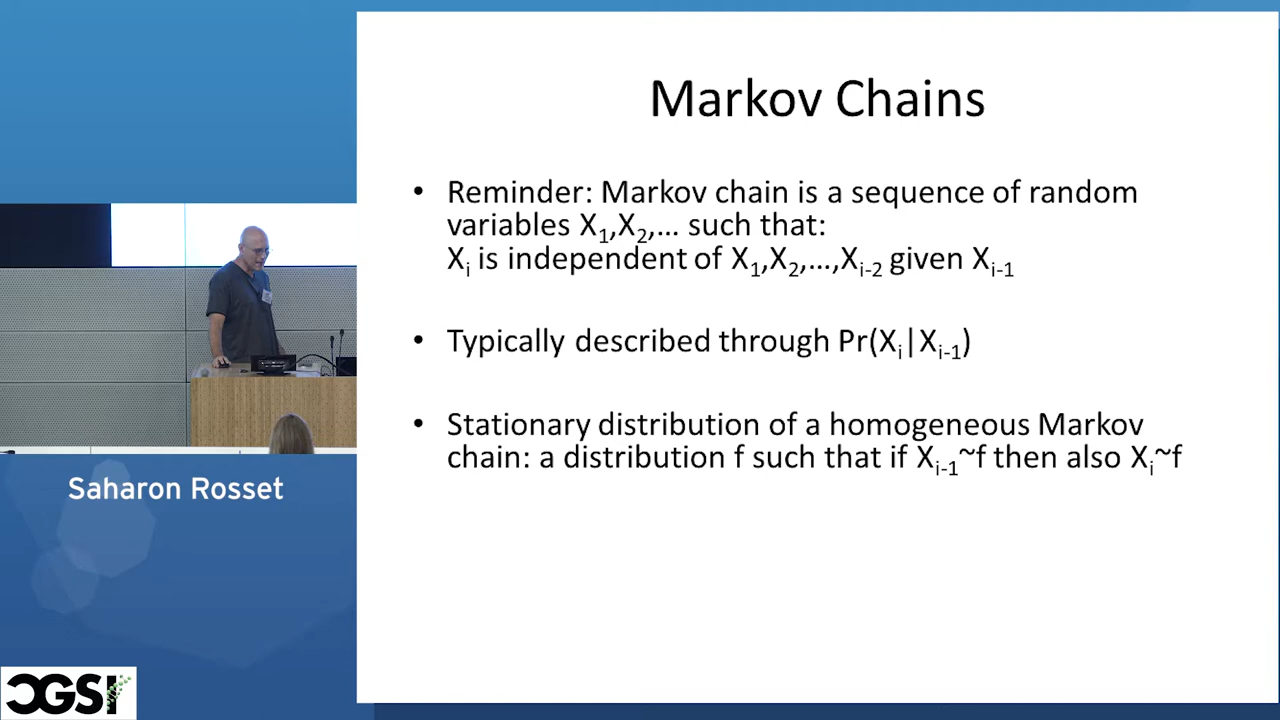 Markov Chains
• Reminder: Markov chain is a sequence of random
variables X₁,X₂,... such that:
Xᵢ is independent of X₁,X₂,...,Xᵢ₋₂ given Xᵢ₋₁
• Typically described through Pr(Xᵢ|Xᵢ₋₁)
• Stationary distribution of a homogeneous Markov
chain: a distribution f such that if Xᵢ₋₁~f then also Xᵢ~f
Saharon Rosset
CGSI